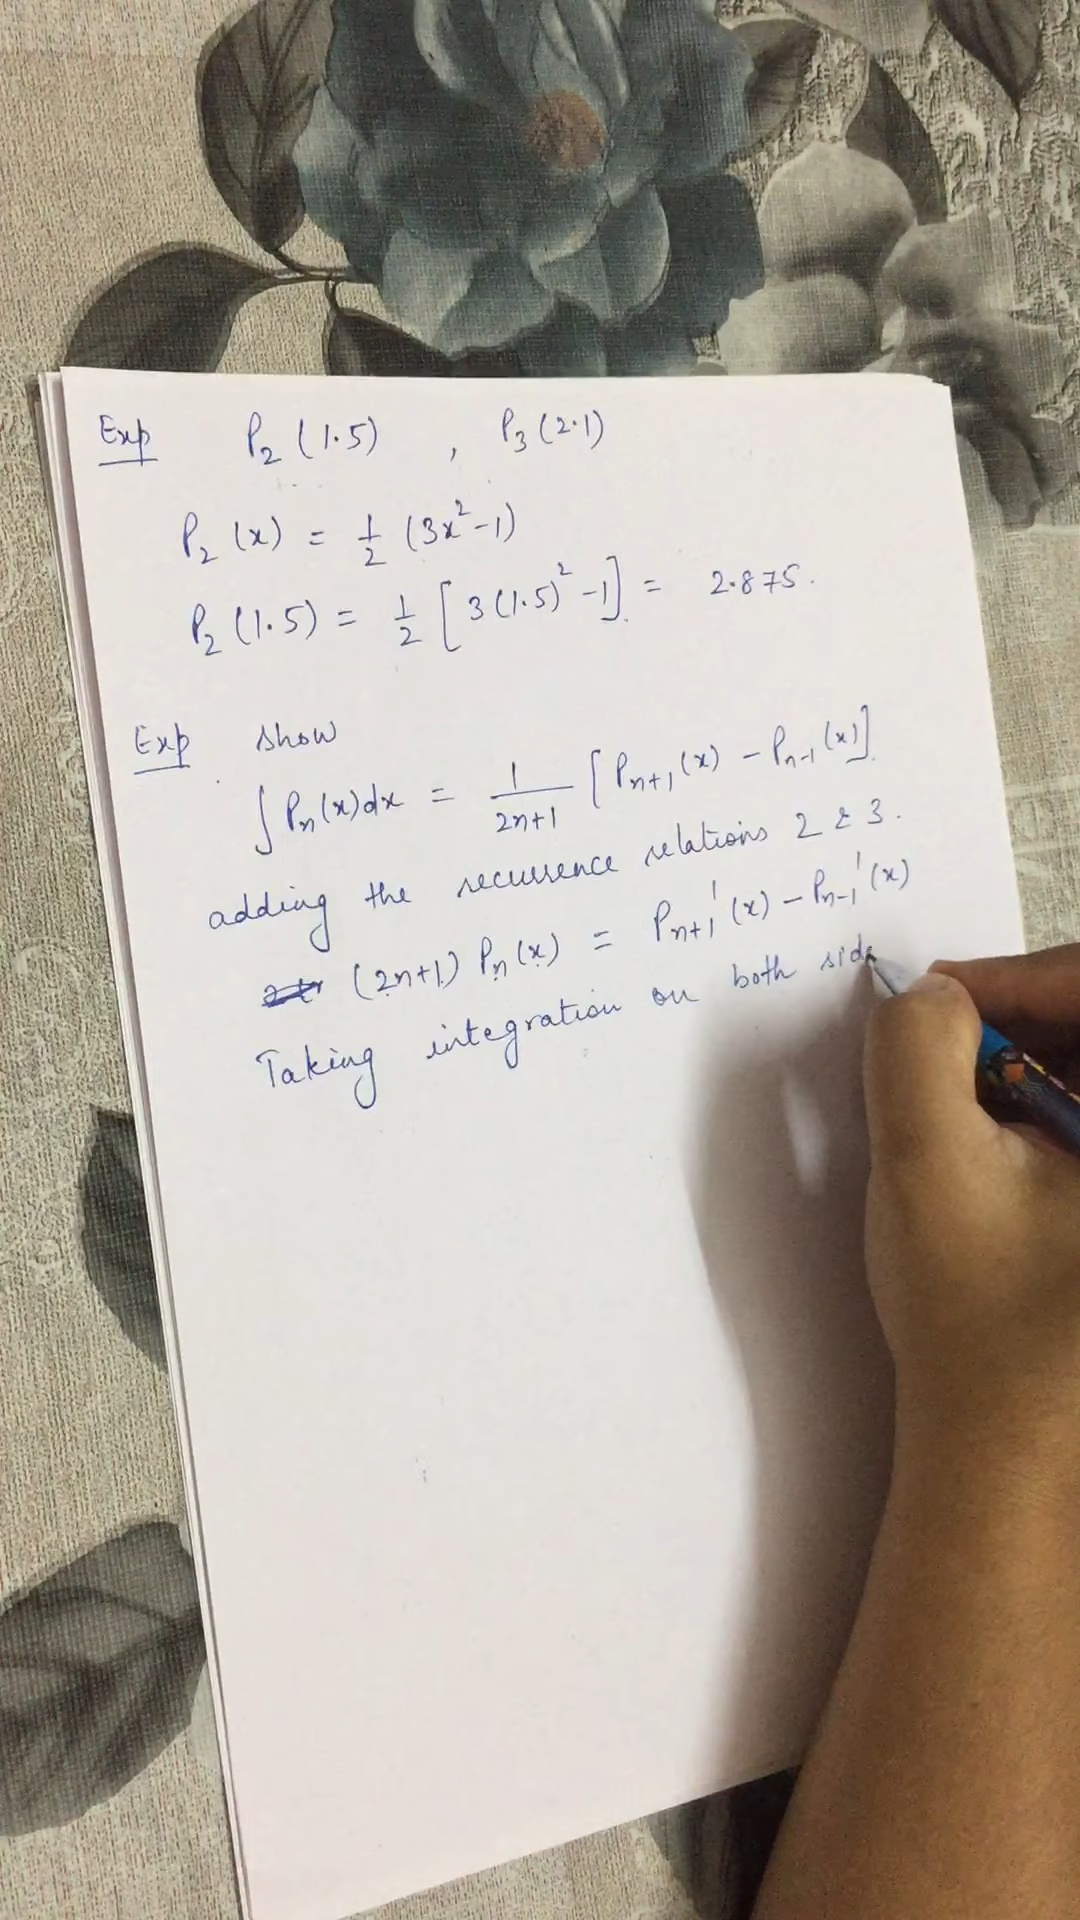 Exp P₂(1.5) , P₃(2.1)
P₂(x) = 1/2 (3x² - 1)
P₂(1.5) = 1/2 [3(1.5)² - 1] = 2.875.
Exp show
∫ Pₙ(x)dx = 1/(2n+1) [Pₙ₊₁(x) - Pₙ₋₁(x)].
adding the recurrence relations 2 & 3.
(2n+1) Pₙ(x) = Pₙ₊₁'(x) - Pₙ₋₁'(x)
Taking integration on both side